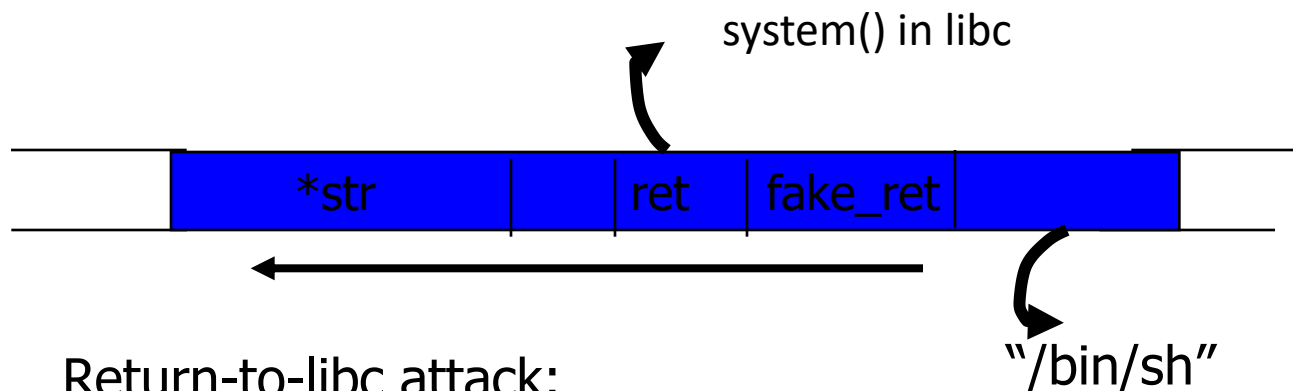 system() in libc
*str ret fake_ret
"/bin/sh"
Return-to-libc attack: